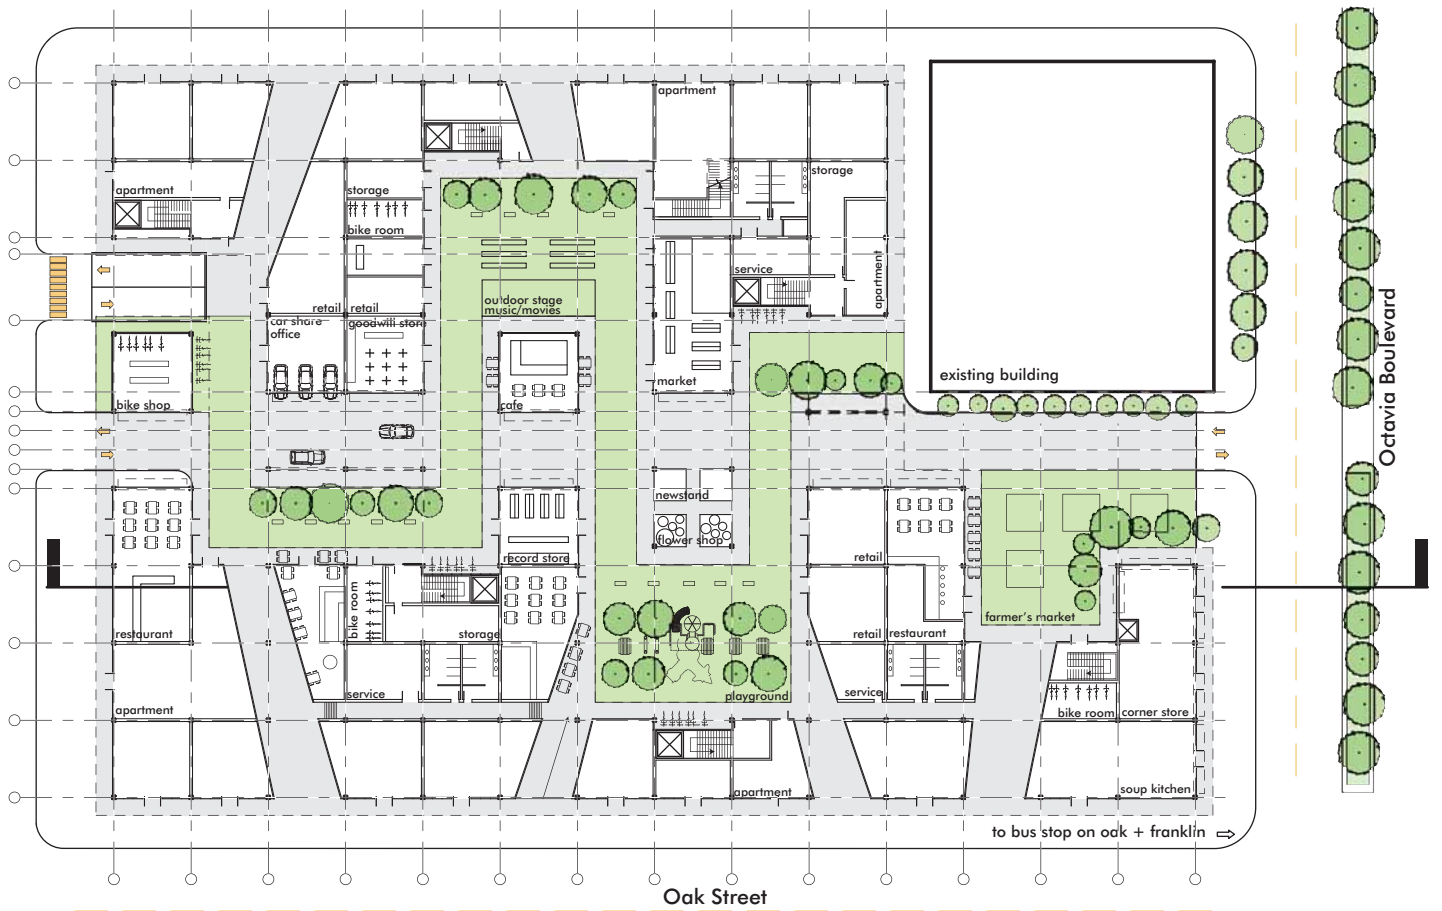 apartment
apartment
storage
storage
bike room
service
apartment
retail
retail
outdoor stage
music/movies
car share
office
goodwill store
existing building
market
bike shop
cafe
Octavia Boulevard
newstand
flower shop
record store
retail
bike room
restaurant
storage
retail
restaurant
farmer's market
service
playground
service
apartment
bike room
corner store
apartment
soup kitchen
to bus stop on oak + franklin
Oak Street